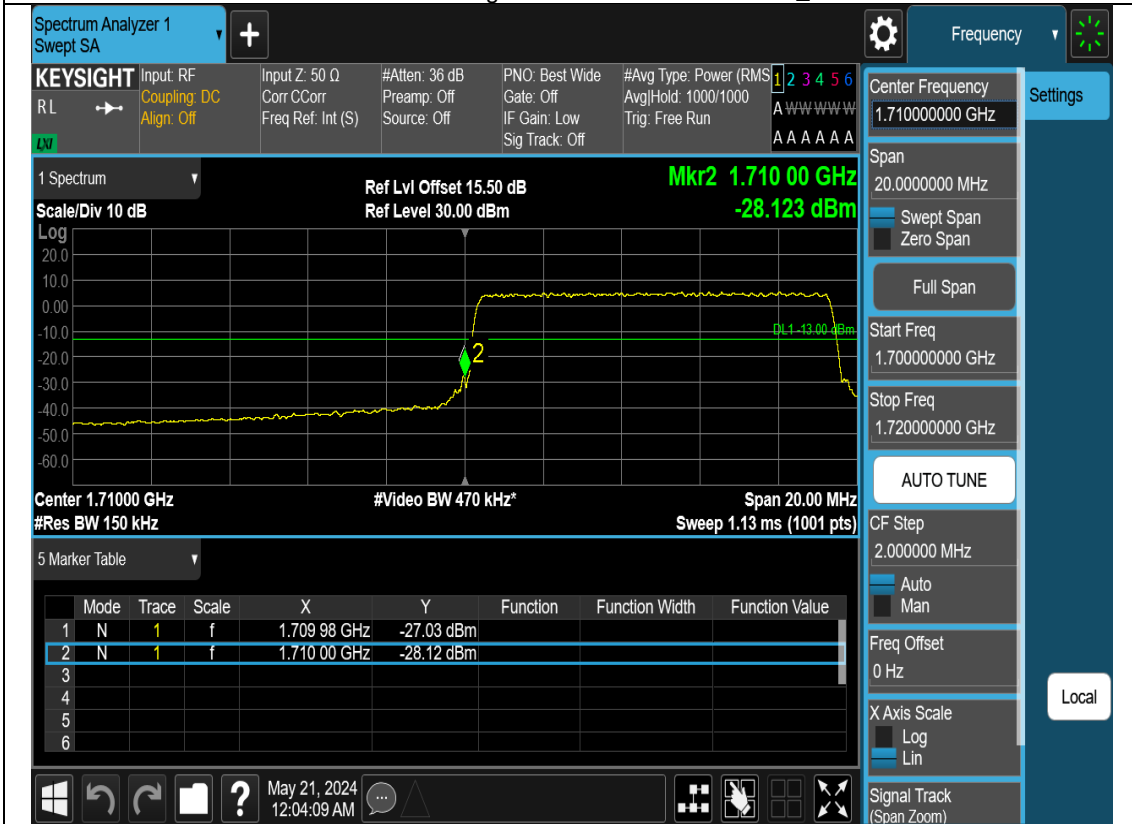 Spectrum Analyzer 1
Swept SA
+
Frequency
KEYSIGHT
R L
LXI
Input: RF
Coupling: DC
Align: Off
Input Z: 50 Ω
Corr CCorr
Freq Ref: Int (S)
#Atten: 36 dB
Preamp: Off
Source: Off
PNO: Best Wide
Gate: Off
IF Gain: Low
Sig Track: Off
#Avg Type: Power (RMS
Avg|Hold: 1000/1000
Trig: Free Run
1 2 3 4 5 6
A W W W W W
A A A A A A
1 Spectrum
Scale/Div 10 dB
Ref Lvl Offset 15.50 dB
Ref Level 30.00 dBm
Mkr2 1.710 00 GHz
-28.123 dBm
Log
20.0
10.0
0.00
-10.0
-20.0
-30.0
-40.0
-50.0
-60.0
DL1 -13.00 dBm
2
Center 1.71000 GHz
#Video BW 470 kHz*
Span 20.00 MHz
#Res BW 150 kHz
Sweep 1.13 ms (1001 pts)
5 Marker Table
Mode Trace Scale X Y Function Function Width Function Value
1 N 1 f 1.709 98 GHz -27.03 dBm
2 N 1 f 1.710 00 GHz -28.12 dBm
3
4
5
6
?
May 21, 2024
12:04:09 AM
Center Frequency
1.710000000 GHz
Settings
Span
20.0000000 MHz
Swept Span
Zero Span
Full Span
Start Freq
1.700000000 GHz
Stop Freq
1.720000000 GHz
AUTO TUNE
CF Step
2.000000 MHz
Auto
Man
Freq Offset
0 Hz
Local
X Axis Scale
Log
Lin
Signal Track
(Span Zoom)